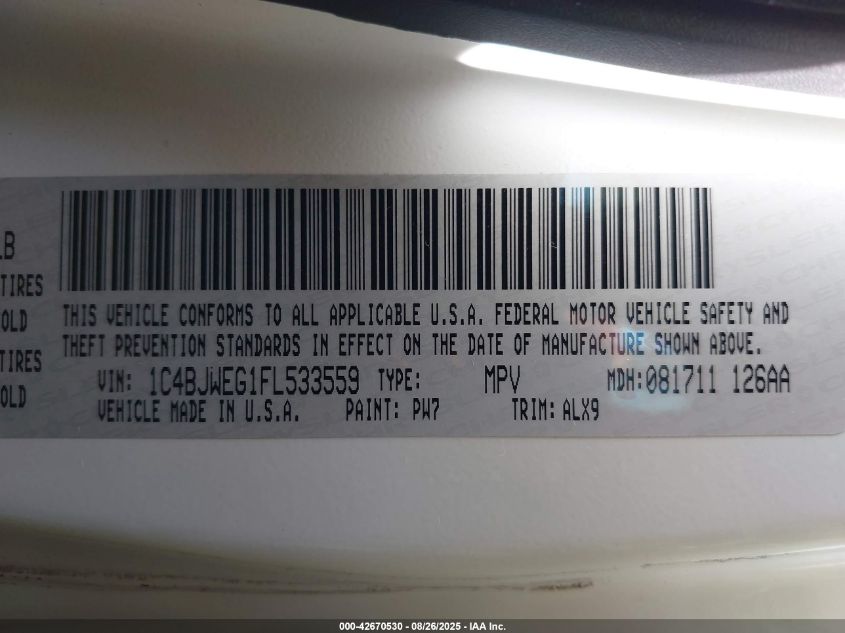 LB
TIRES
OLD
TIRES
OLD
THIS VEHICLE CONFORMS TO ALL APPLICABLE U.S.A. FEDERAL MOTOR VEHICLE SAFETY AND
THEFT PREVENTION STANDARDS IN EFFECT ON THE DATE OF MANUFACTURE SHOWN ABOVE.
VIN: 1C4BJWEG1FL533559 TYPE: MPV MDH:081711 126AA
VEHICLE MADE IN U.S.A. PAINT: PW7 TRIM: ALX9
000-42670530 - 08/26/2025 - IAA Inc.